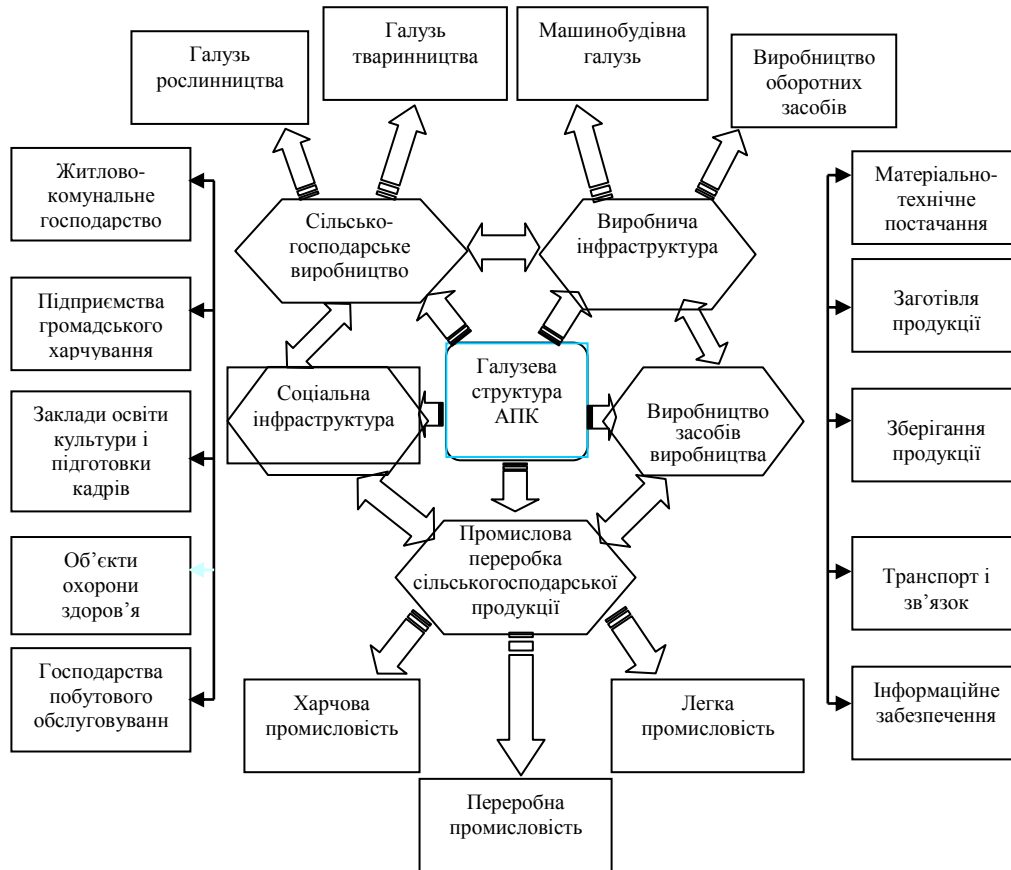 Галузь
рослинництва
Галузь
тваринництва
Машинобудівна
галузь
Виробництво
оборотних
засобів
Житлово-
комунальне
господарство
Підприємства
громадського
харчування
Заклади освіти
культури і
підготовки
кадрів
Об’єкти
охорони
здоров’я
Господарства
побутового
обслуговуванн
Сільсько-
господарське
виробництво
Виробнича
інфраструктура
Соціальна
інфраструктура
Галузева
структура
АПК
Виробництво
засобів
виробництва
Промислова
переробка
сільськогосподарської
продукції
Харчова
промисловість
Переробна
промисловість
Легка
промисловість
Матеріально-
технічне
постачання
Заготівля
продукції
Зберігання
продукції
Транспорт і
зв’язок
Інформаційне
забезпечення